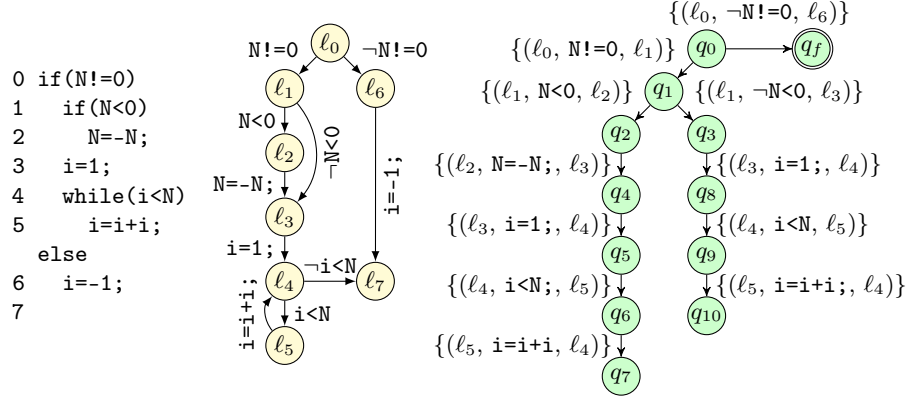 0 if(N!=0)
1 if(N<0)
2 N=-N;
3 i=1;
4 while(i<N)
5 i=i+i;
else
6 i=-1;
7
ℓ0
N!=0
¬N!=0
ℓ1
ℓ6
N<0
¬N<0
ℓ2
N=-N;
i=-1;
ℓ3
i=1;
ℓ4
¬i<N
ℓ7
i=i+i;
i<N
ℓ5
{(ℓ0, ¬N!=0, ℓ6)}
{(ℓ0, N!=0, ℓ1)}
q0
qf
{(ℓ1, N<0, ℓ2)}
q1
{(ℓ1, ¬N<0, ℓ3)}
q2
q3
{(ℓ2, N=-N;, ℓ3)}
{(ℓ3, i=1;, ℓ4)}
q4
q8
{(ℓ3, i=1;, ℓ4)}
{(ℓ4, i<N, ℓ5)}
q5
q9
{(ℓ4, i<N;, ℓ5)}
{(ℓ5, i=i+i;, ℓ4)}
q6
q10
{(ℓ5, i=i+i, ℓ4)}
q7